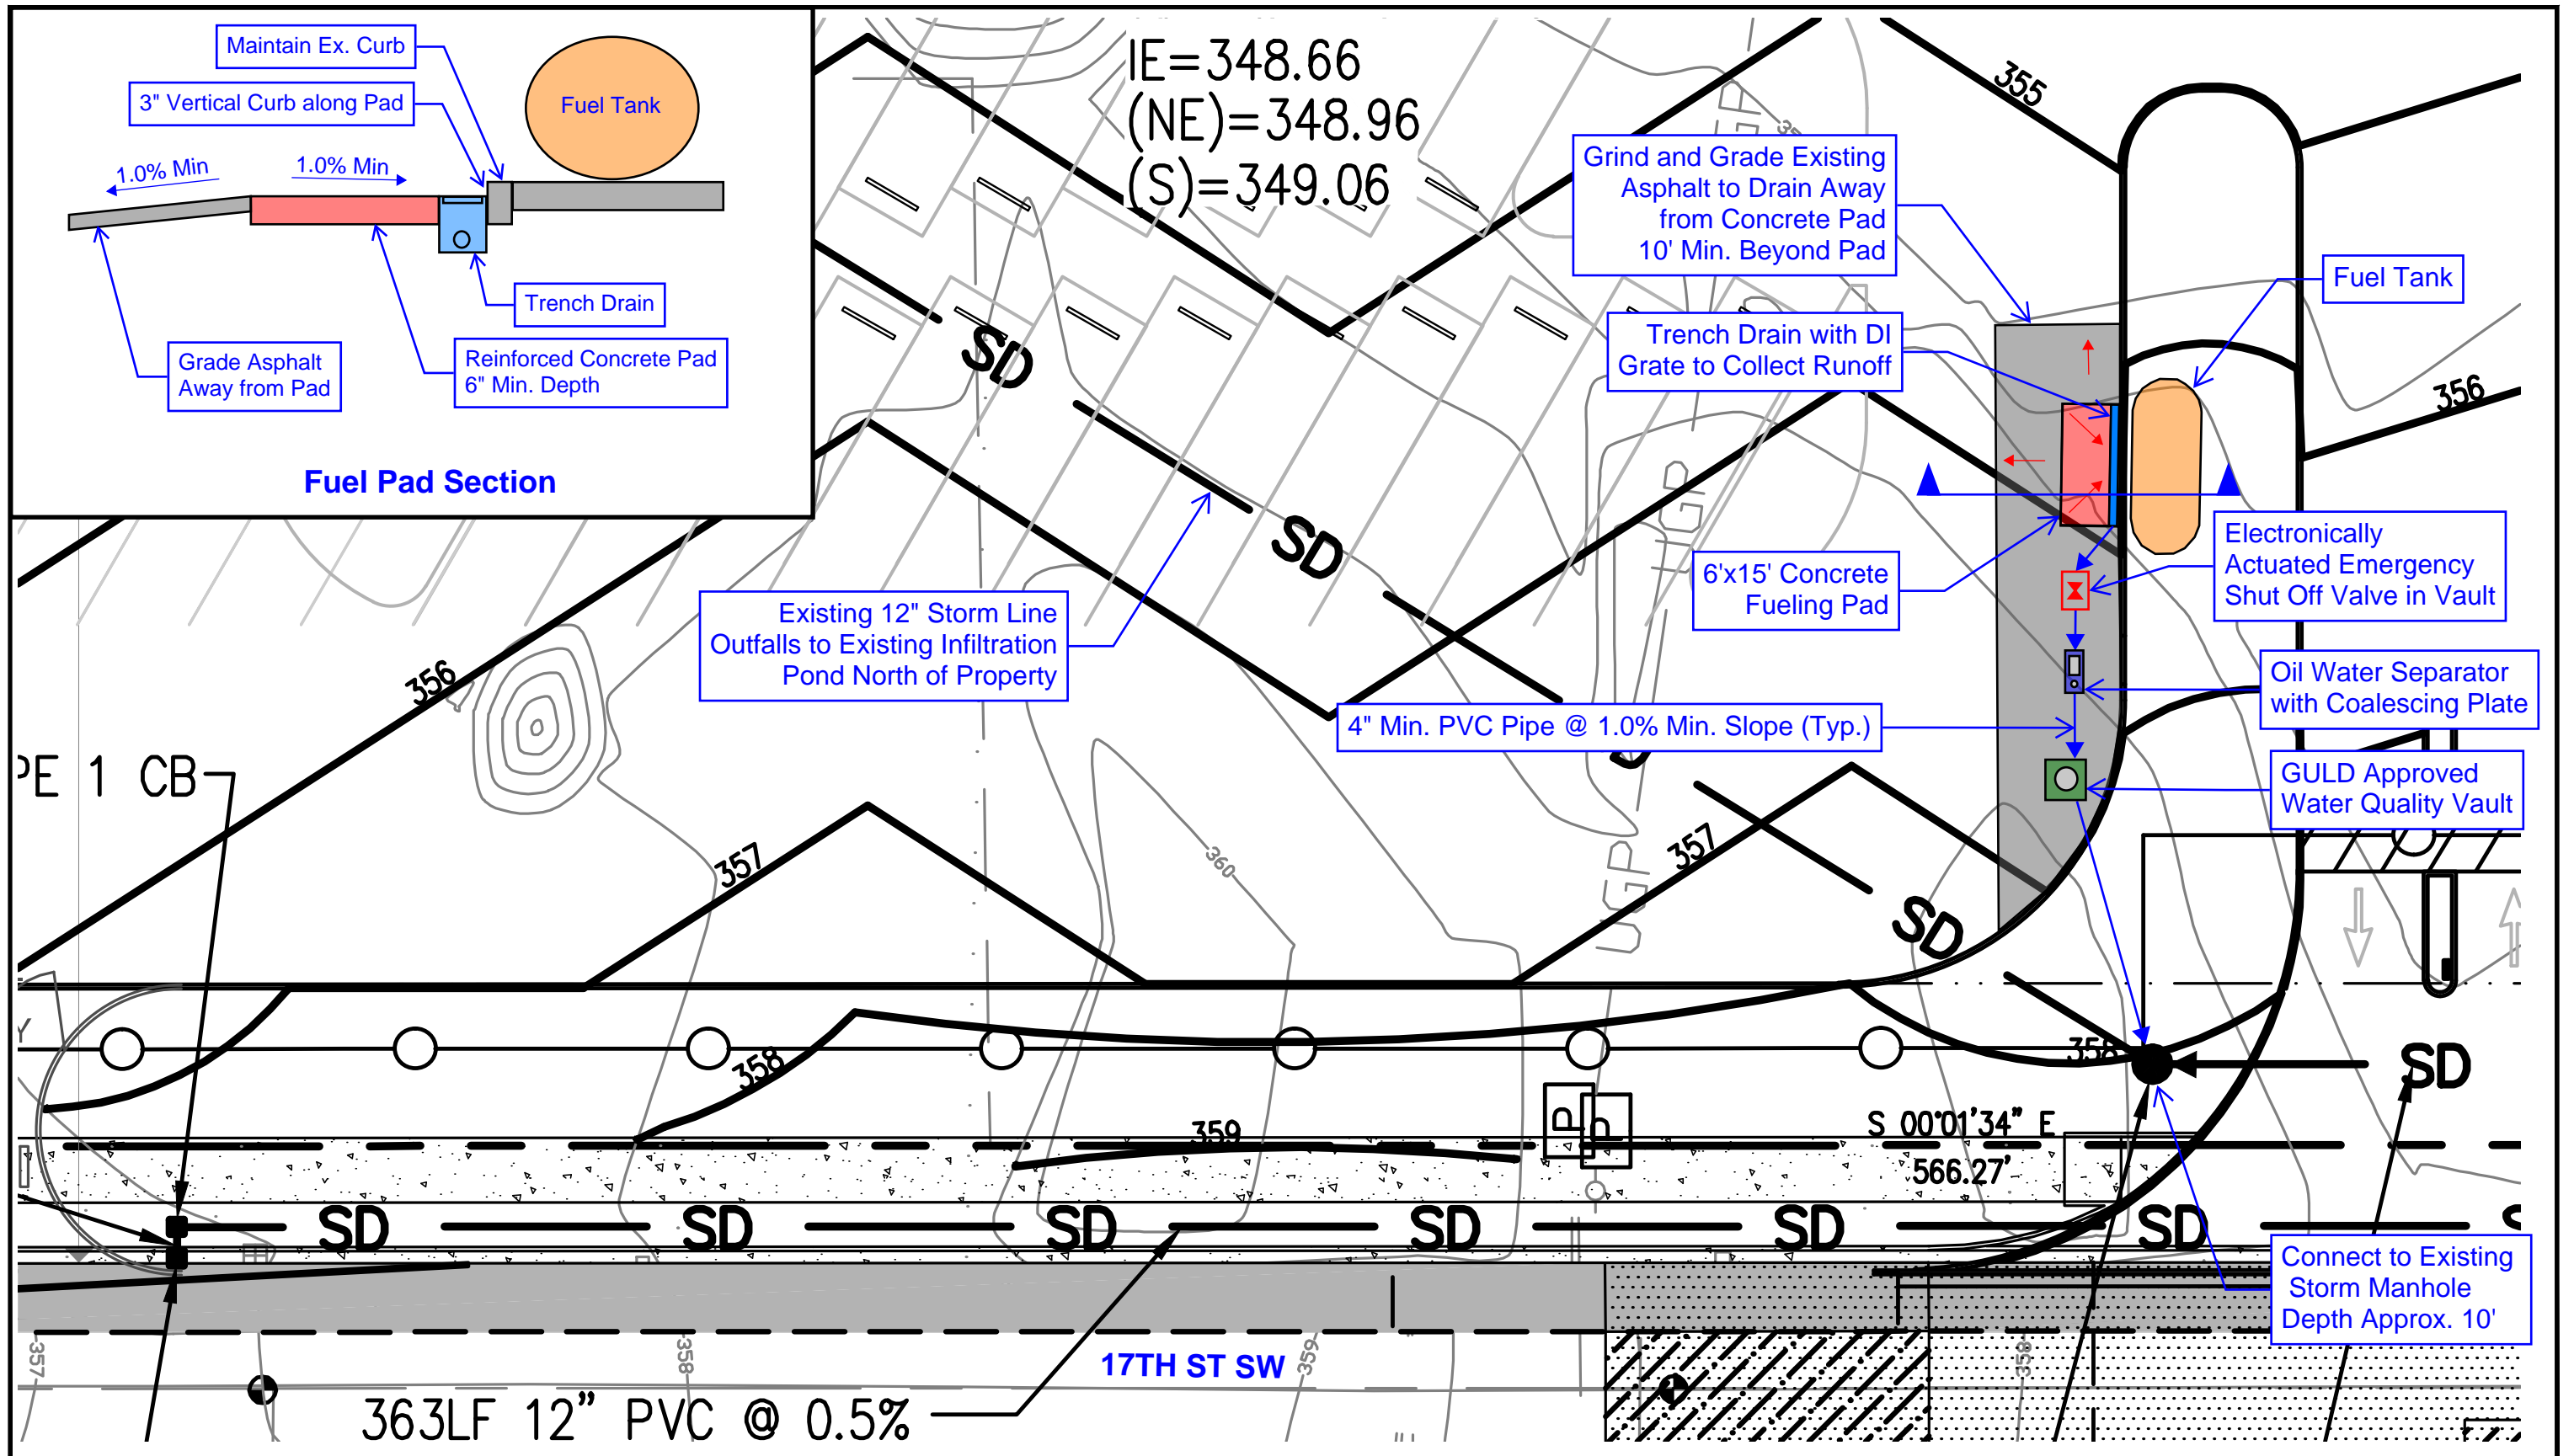 Maintain Ex. Curb
3" Vertical Curb along Pad
Fuel Tank
1.0% Min
1.0% Min
Trench Drain
Grade Asphalt
Away from Pad
Reinforced Concrete Pad
6" Min. Depth
Fuel Pad Section
IE=348.66
(NE)=348.96
(S)=349.06
355
Grind and Grade Existing
Asphalt to Drain Away
from Concrete Pad
10' Min. Beyond Pad
Fuel Tank
Trench Drain with DI
Grate to Collect Runoff
SD
356
UGP
SD
Electronically
Actuated Emergency
Shut Off Valve in Vault
6'x15' Concrete
Fueling Pad
Existing 12" Storm Line
Outfalls to Existing Infiltration
Pond North of Property
356
Oil Water Separator
with Coalescing Plate
4" Min. PVC Pipe @ 1.0% Min. Slope (Typ.)
PE 1 CB
GULD Approved
Water Quality Vault
357
360
357
UGP
SD
358
358
SD
359
P
P
S 00°01'34" E
566.27'
SD
SD
SD
SD
SD
SD
Connect to Existing
Storm Manhole
Depth Approx. 10'
357
358
17TH ST SW
359
358
363LF 12" PVC @ 0.5%